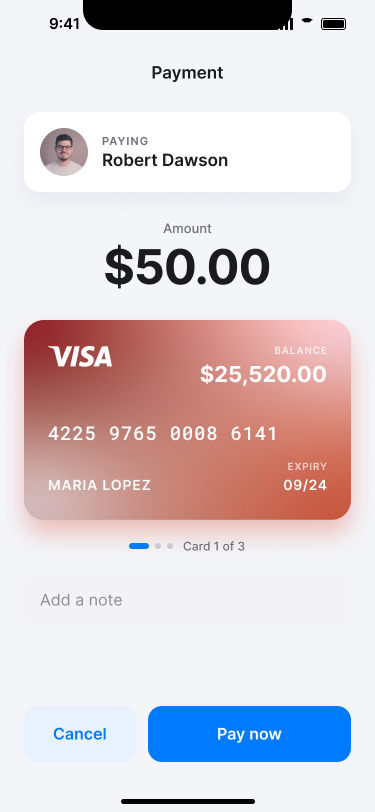 9:41
Payment
PAYING
Robert Dawson
Amount
$50.00
VISA
BALANCE
$25,520.00
4225 9765 0008 6141
EXPIRY
MARIA LOPEZ
09/24
Card 1 of 3
Add a note
Cancel
Pay now